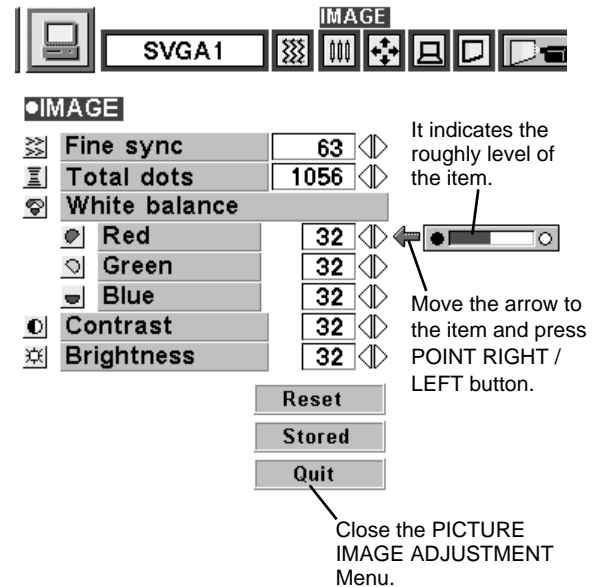 IMAGE
SVGA1
●IMAGE
Fine sync 63
Total dots 1056
White balance
Red 32
Green 32
Blue 32
Contrast 32
Brightness 32
It indicates the
roughly level of
the item.
Move the arrow to
the item and press
POINT RIGHT /
LEFT button.
Reset
Stored
Quit
Close the PICTURE
IMAGE ADJUSTMENT
Menu.